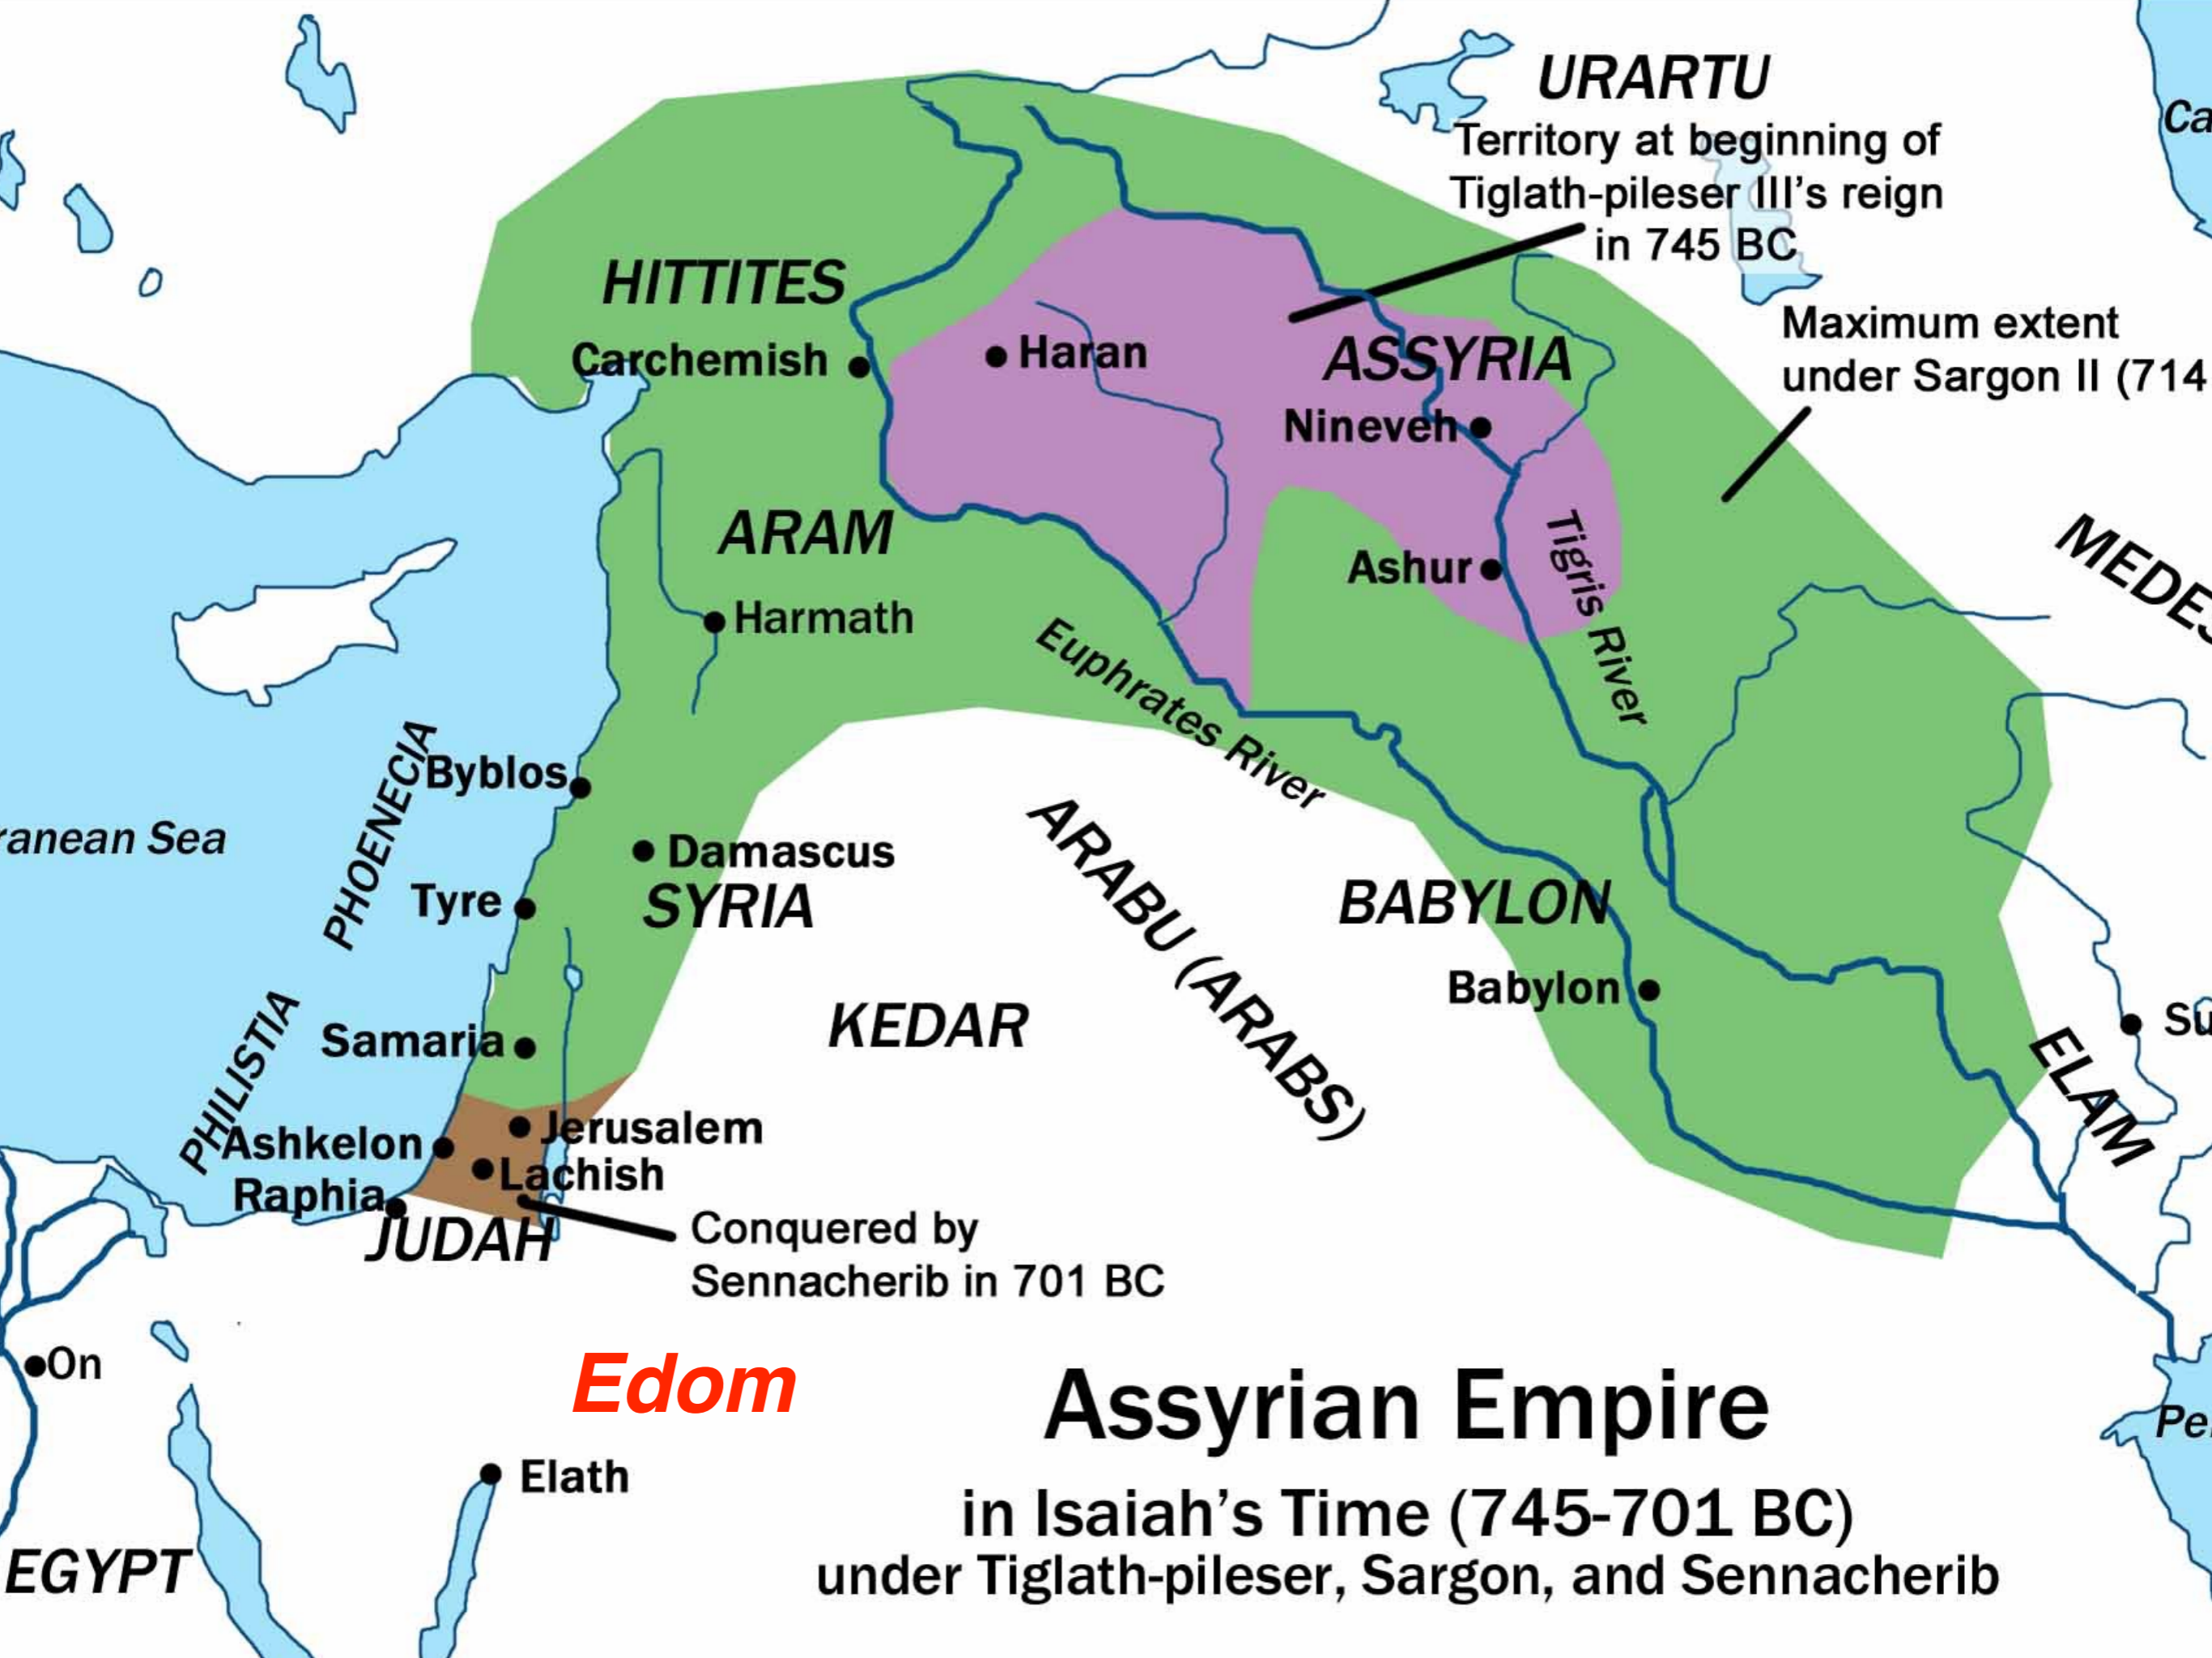 URARTU
Territory at beginning of
Tiglath-pileser III's reign
in 745 BC
Ca
Maximum extent
under Sargon II (714
HITTITES
Carchemish
Haran
ASSYRIA
Nineveh
MEDES
ARAM
Ashur
Tigris River
Harmath
Euphrates River
PHOENECIA
Byblos
ranean Sea
Damascus
SYRIA
Tyre
ARABU (ARABS)
BABYLON
Babylon
KEDAR
Su
ELAM
PHILISTIA
Samaria
Jerusalem
Ashkelon
Lachish
Raphia
JUDAH
Conquered by
Sennacherib in 701 BC
On
Edom
Elath
EGYPT
Pe
Assyrian Empire
in Isaiah's Time (745-701 BC)
under Tiglath-pileser, Sargon, and Sennacherib